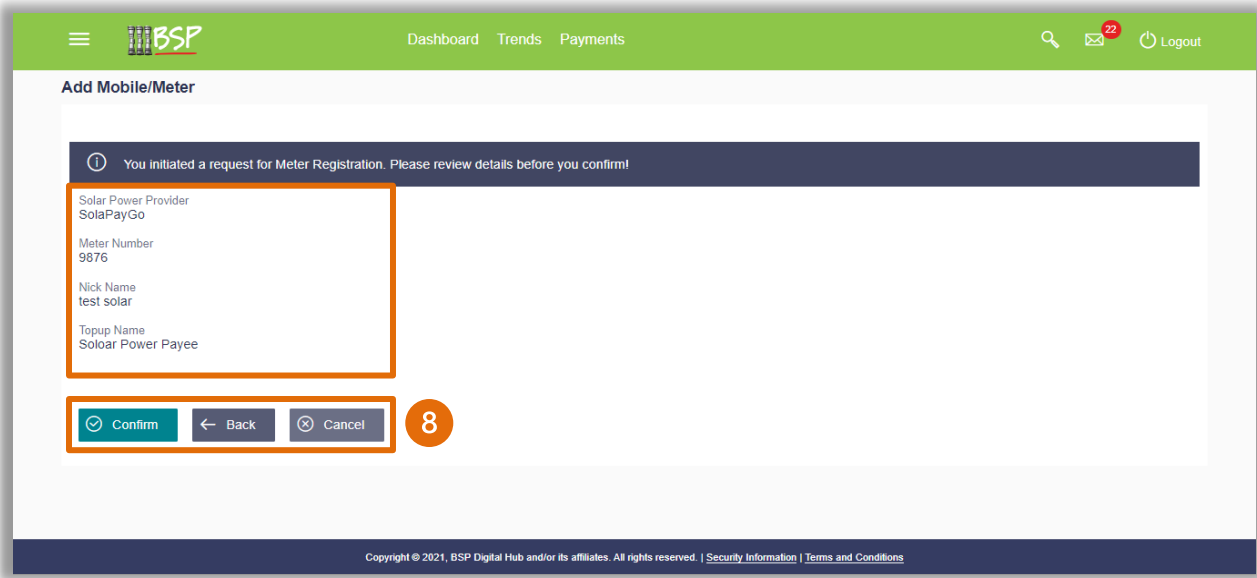 BSP
Dashboard Trends Payments
22
Logout
Add Mobile/Meter
You initiated a request for Meter Registration. Please review details before you confirm!
Solar Power Provider
SolaPayGo
Meter Number
9876
Nick Name
test solar
Topup Name
Soloar Power Payee
Confirm
Back
Cancel
8
Copyright © 2021, BSP Digital Hub and/or its affiliates. All rights reserved. | Security Information | Terms and Conditions